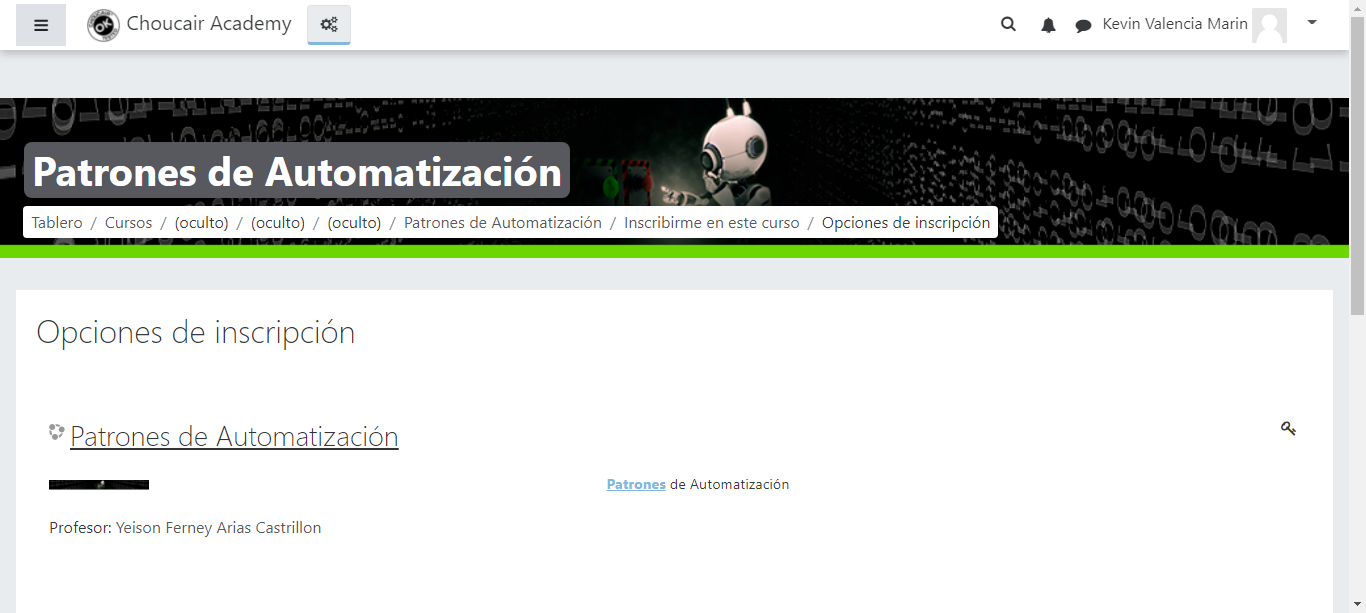 Choucair Academy
Kevin Valencia Marin
Patrones de Automatización
Tablero / Cursos / (oculto) / (oculto) / (oculto) / Patrones de Automatización / Inscribirme en este curso / Opciones de inscripción
Opciones de inscripción
Patrones de Automatización
Patrones de Automatización
Profesor: Yeison Ferney Arias Castrillon